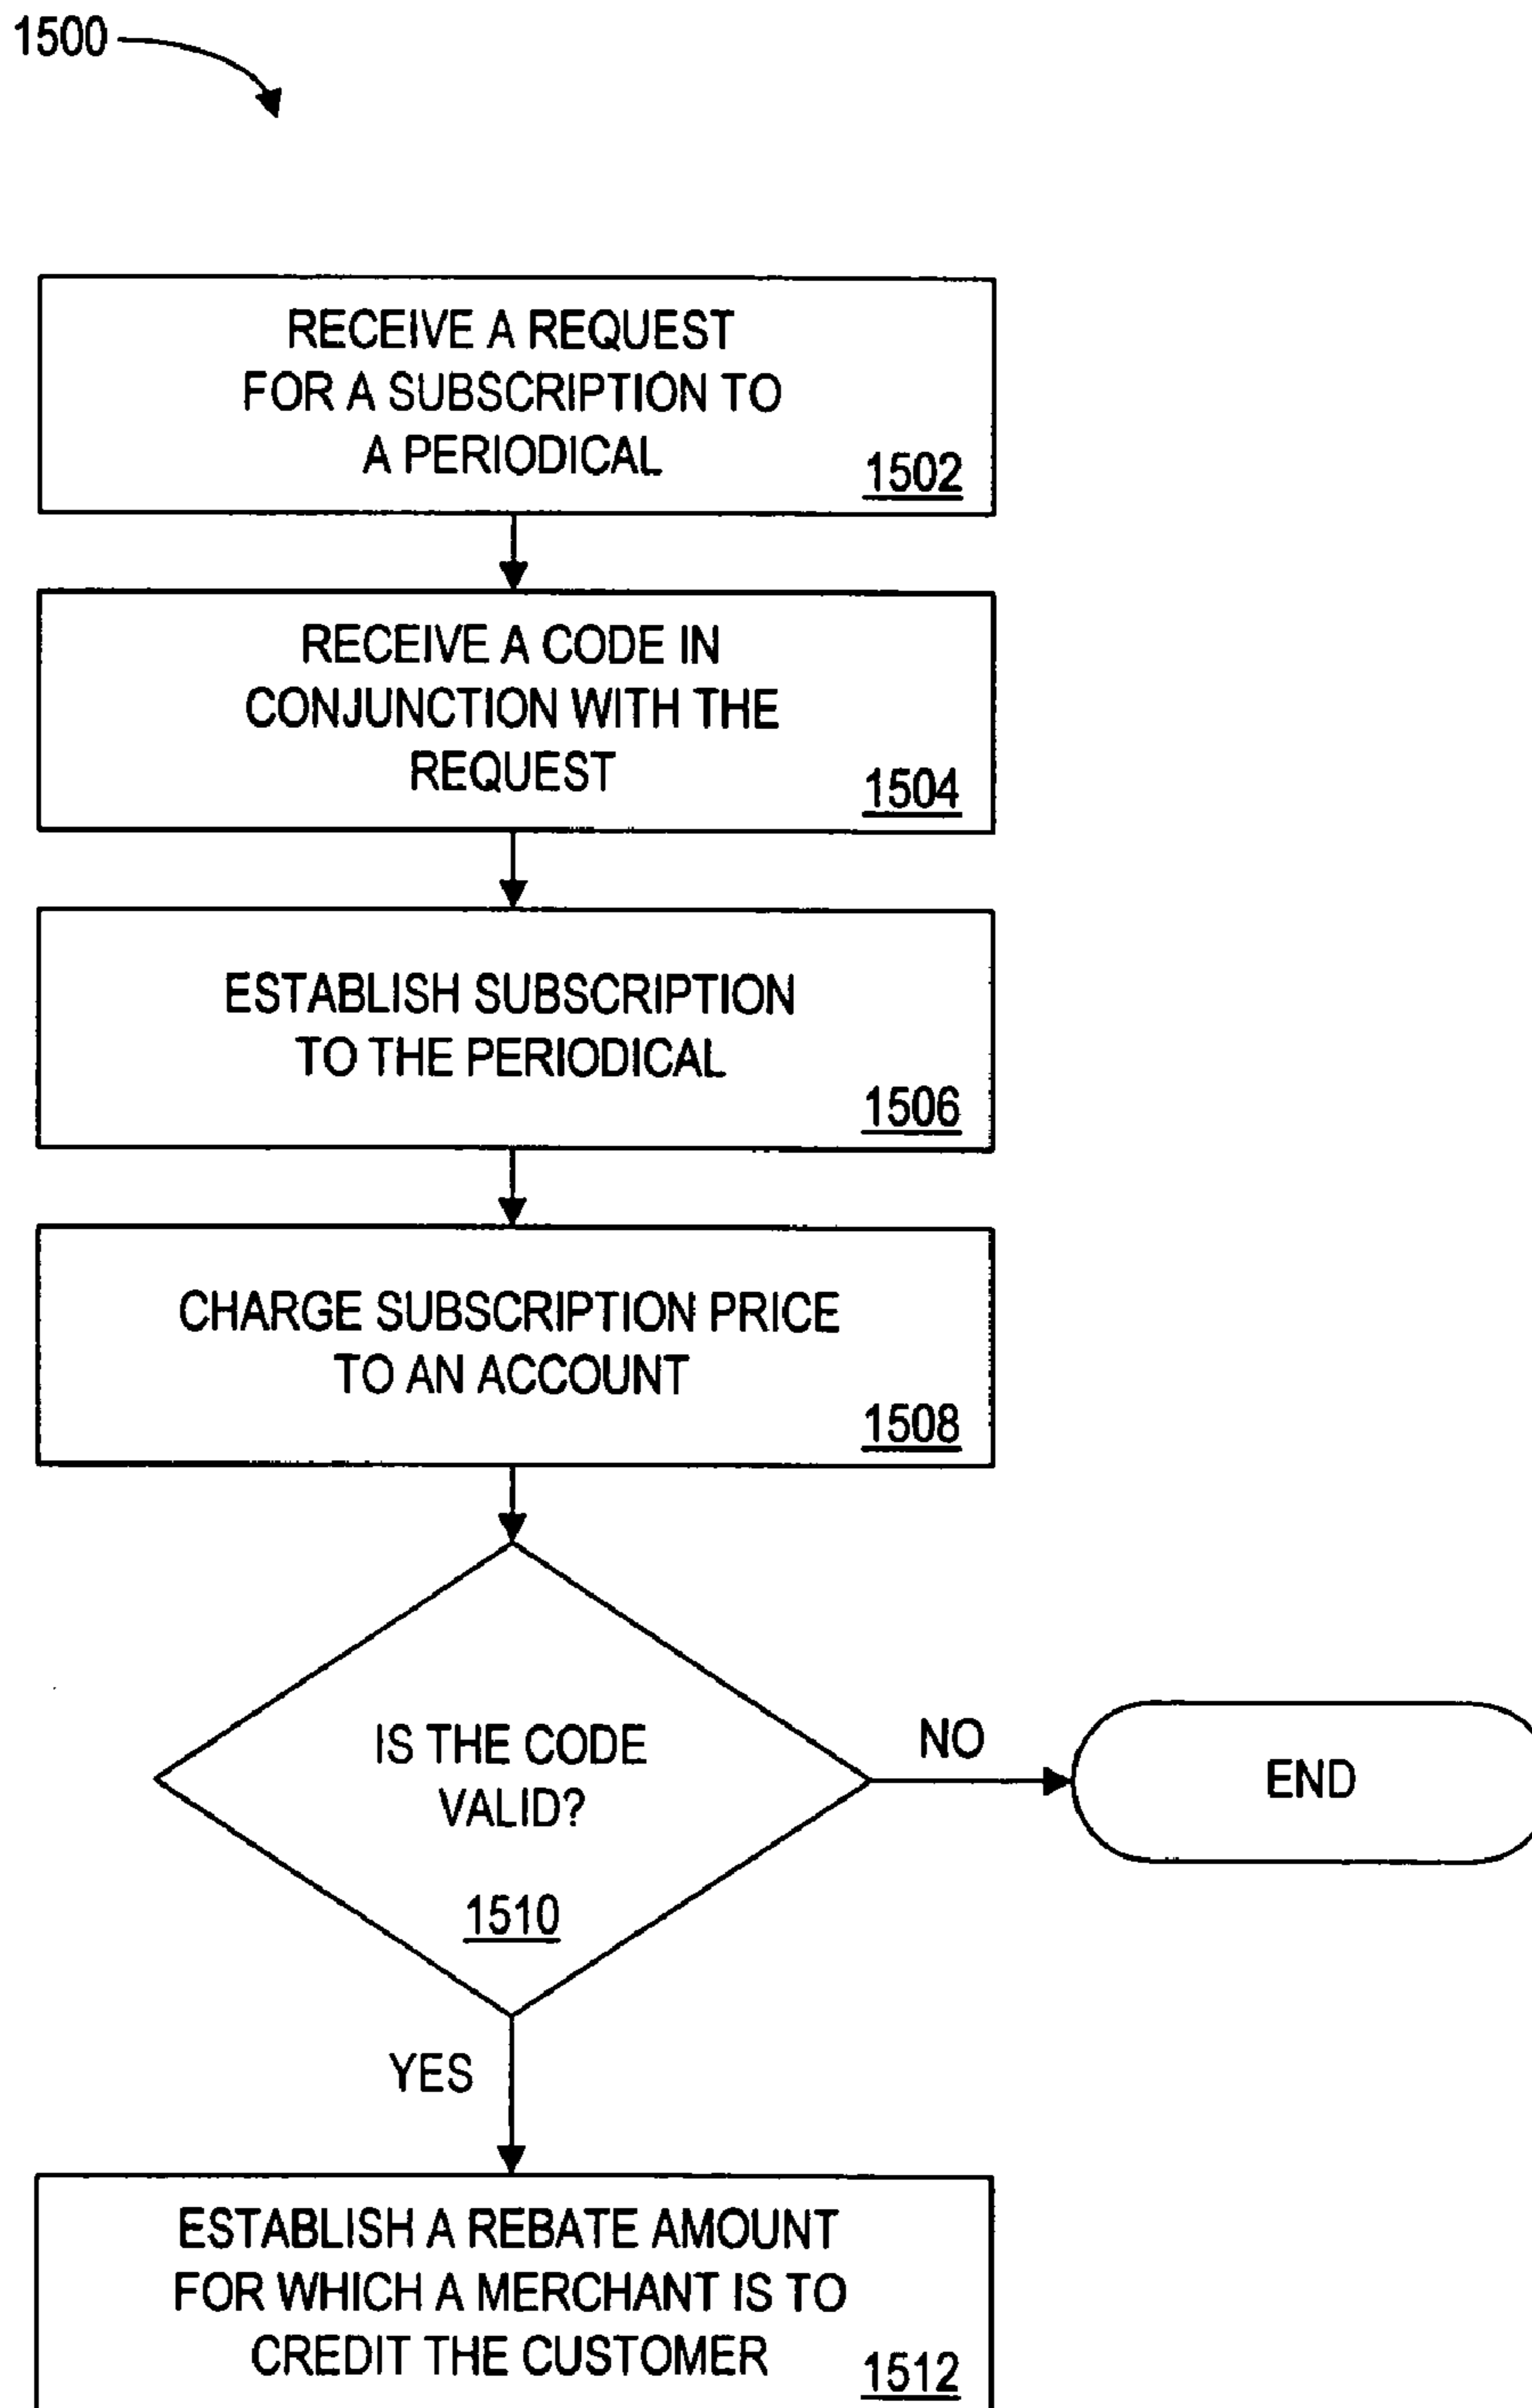 1500
RECEIVE A REQUEST
FOR A SUBSCRIPTION TO
A PERIODICAL
1502
RECEIVE A CODE IN
CONJUNCTION WITH THE
REQUEST
1504
ESTABLISH SUBSCRIPTION
TO THE PERIODICAL
1506
CHARGE SUBSCRIPTION PRICE
TO AN ACCOUNT
1508
IS THE CODE
VALID?
1510
NO
END
YES
ESTABLISH A REBATE AMOUNT
FOR WHICH A MERCHANT IS TO
CREDIT THE CUSTOMER
1512